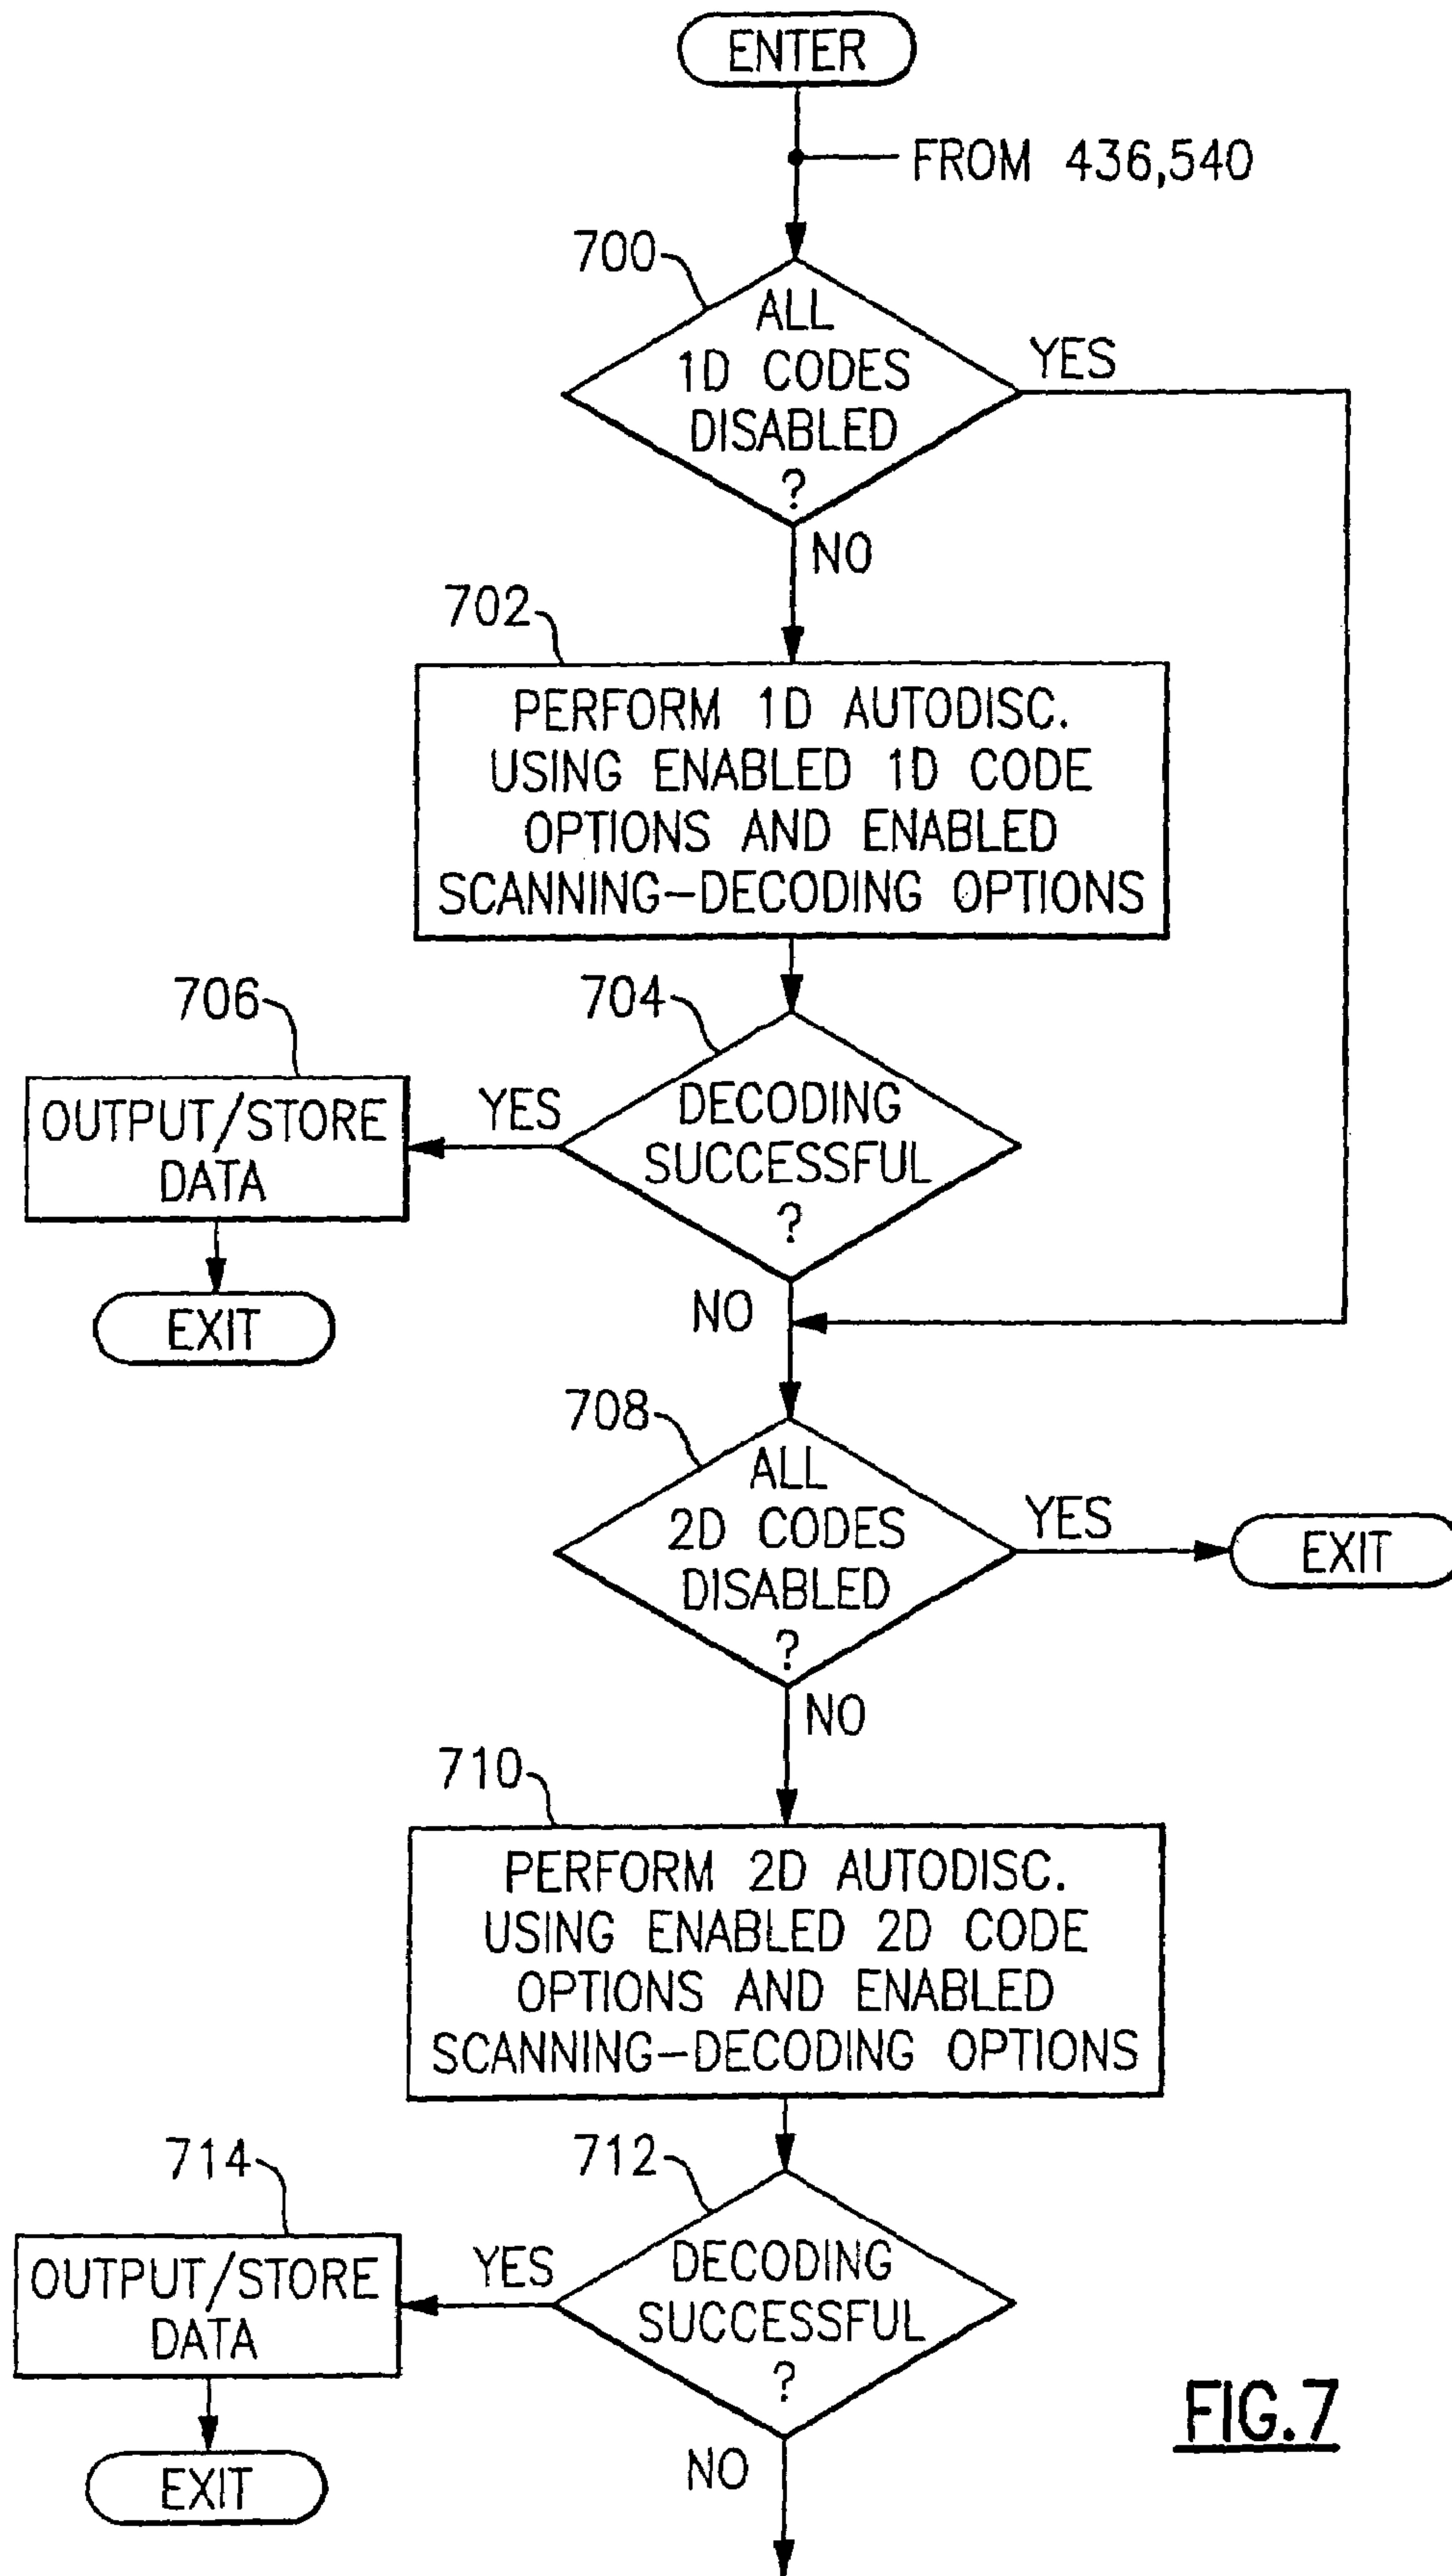 ENTER
FROM 436,540
700
ALL
1D CODES
DISABLED
?
YES
NO
702
PERFORM 1D AUTODISC.
USING ENABLED 1D CODE
OPTIONS AND ENABLED
SCANNING-DECODING OPTIONS
706
704
OUTPUT/STORE
DATA
YES
DECODING
SUCCESSFUL
?
EXIT
NO
708
ALL
2D CODES
DISABLED
?
YES
EXIT
NO
710
PERFORM 2D AUTODISC.
USING ENABLED 2D CODE
OPTIONS AND ENABLED
SCANNING-DECODING OPTIONS
714
712
OUTPUT/STORE
DATA
YES
DECODING
SUCCESSFUL
?
EXIT
NO
FIG.7